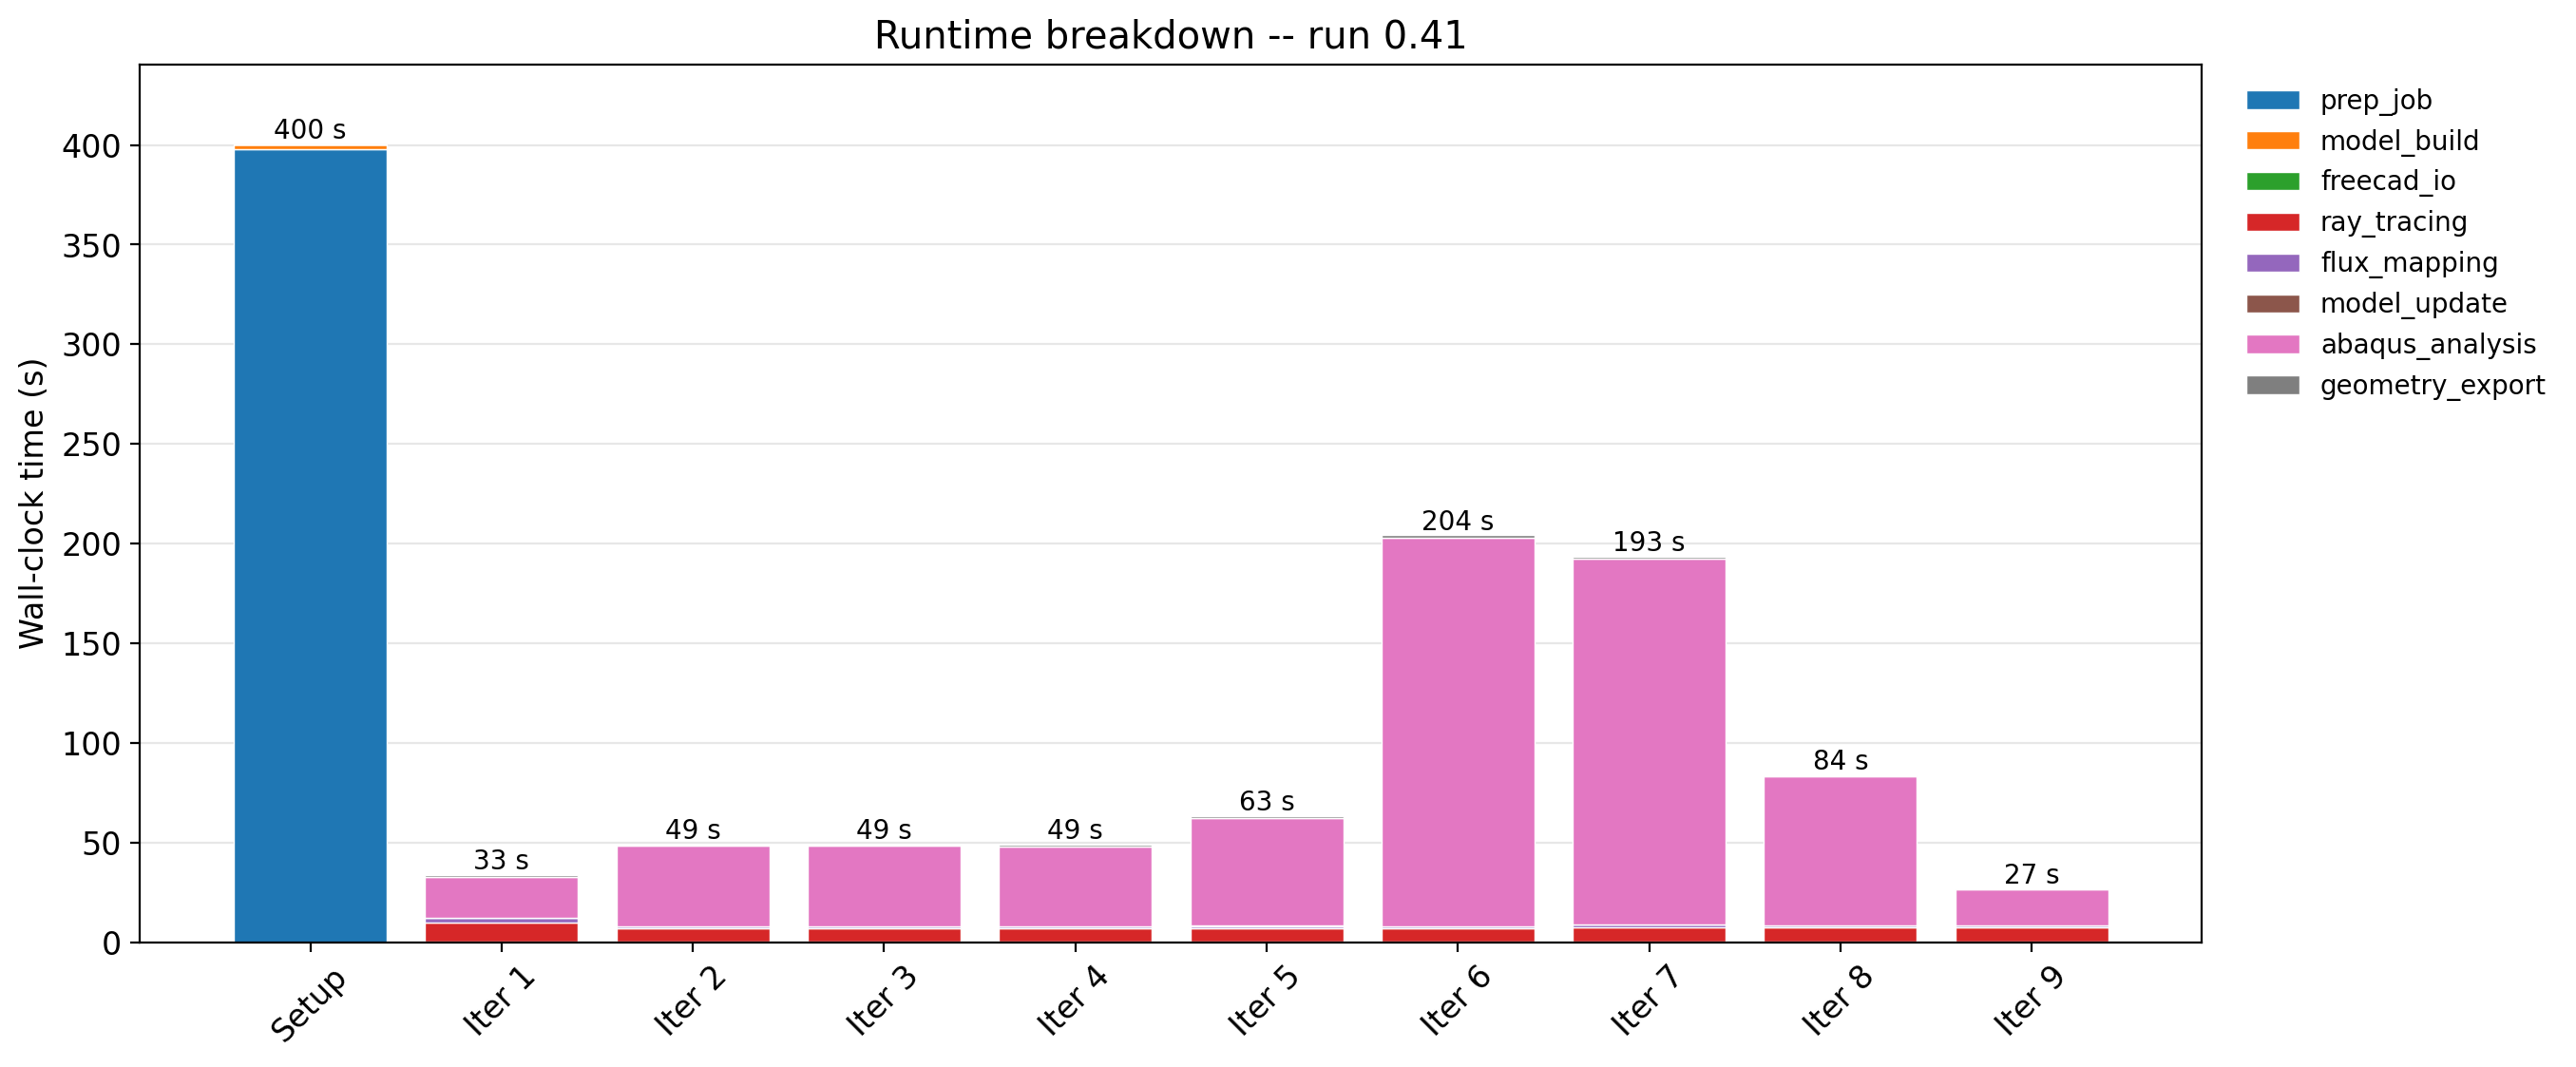 Runtime breakdown -- run 0.41
Wall-clock time (s)
400
350
300
250
200
150
100
50
0
400 s
33 s
49 s
49 s
49 s
63 s
204 s
193 s
84 s
27 s
Setup
Iter 1
Iter 2
Iter 3
Iter 4
Iter 5
Iter 6
Iter 7
Iter 8
Iter 9
prep_job
model_build
freecad_io
ray_tracing
flux_mapping
model_update
abaqus_analysis
geometry_export